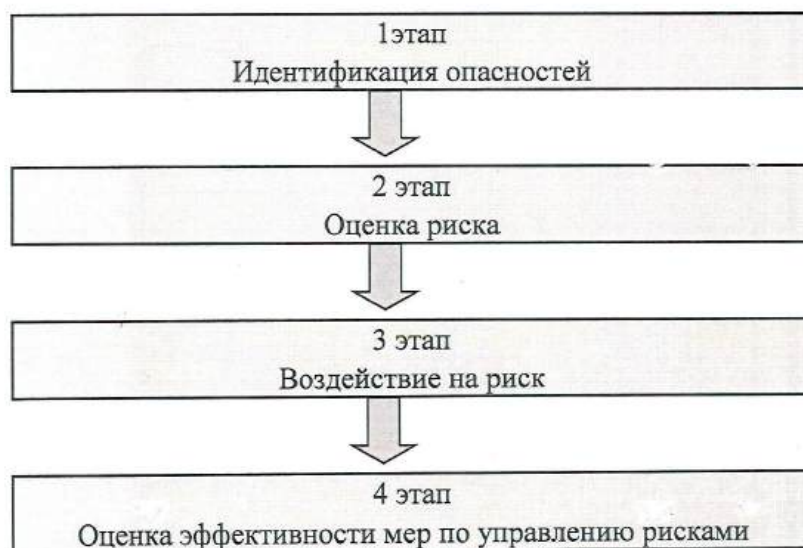 1этап
Идентификация опасностей
2 этап
Оценка риска
3 этап
Воздействие на риск
4 этап
Оценка эффективности мер по управлению рисками